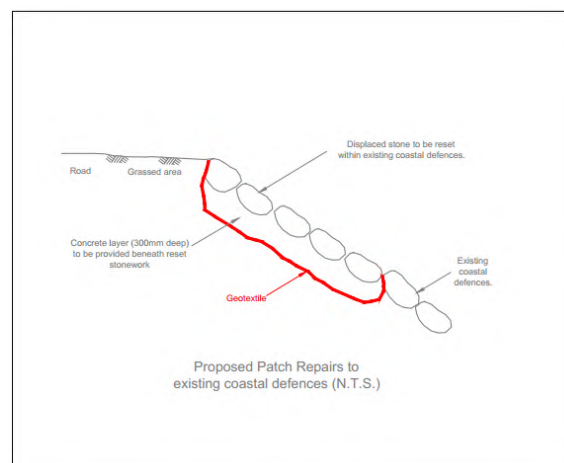 Displaced stone to be reset
within existing coastal defences.
Road
Grassed area
Concrete layer (300mm deep)
to be provided beneath reset
stonework
Existing
coastal
defences.
Geotextile
Proposed Patch Repairs to
existing coastal defences (N.T.S.)